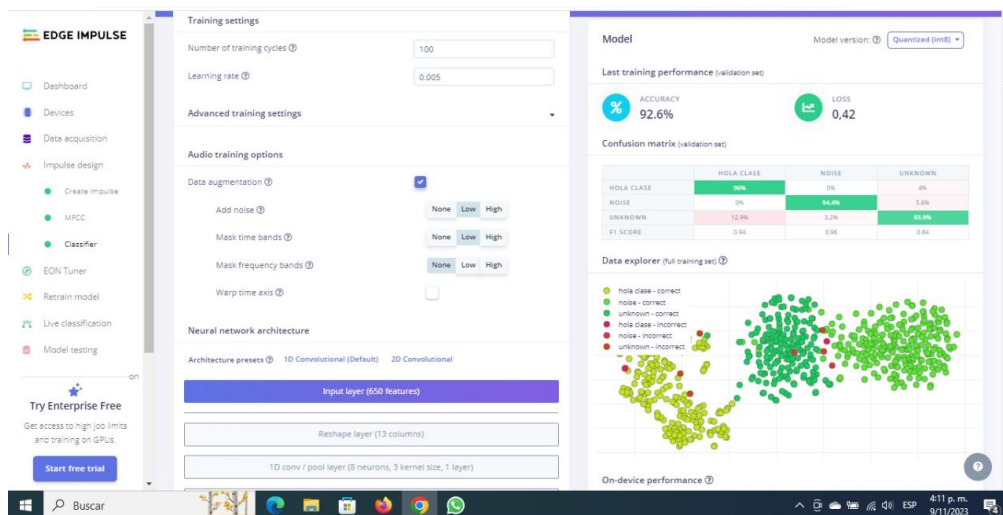 EDGE IMPULSE
Dashboard
Devices
Data acquisition
Impulse design
Create impulse
MFCC
Classifier
EON Tuner
Retrain model
Live classification
Model testing
on
Try Enterprise Free
Get access to high job limits
and training on GPUs.
Start free trial
Training settings
Number of training cycles ? 100
Learning rate ? 0.005
Advanced training settings
Audio training options
Data augmentation ?
Add noise ? None Low High
Mask time bands ? None Low High
Mask frequency bands ? None Low High
Warp time axis ?
Neural network architecture
Architecture presets ? 1D Convolutional (Default) 2D Convolutional
Input layer (650 features)
Reshape layer (13 columns)
1D conv / pool layer (8 neurons, 3 kernel size, 1 layer)
Model Model version: ? Quantized (int8)
Last training performance (validation set)
% ACCURACY
92.6%
LOSS
0,42
Confusion matrix (validation set)
HOLA CLASE NOISE UNKNOWN
HOLA CLASE 96% 0% 4%
NOISE 0% 94.4% 5.6%
UNKNOWN 12.9% 3.2% 83.9%
F1 SCORE 0.94 0.96 0.84
Data explorer (full training set) ?
hola clase - correct
noise - correct
unknown - correct
hola clase - incorrect
noise - incorrect
unknown - incorrect
On-device performance ?
?
Buscar
ESP
4:11 p. m.
9/11/2023